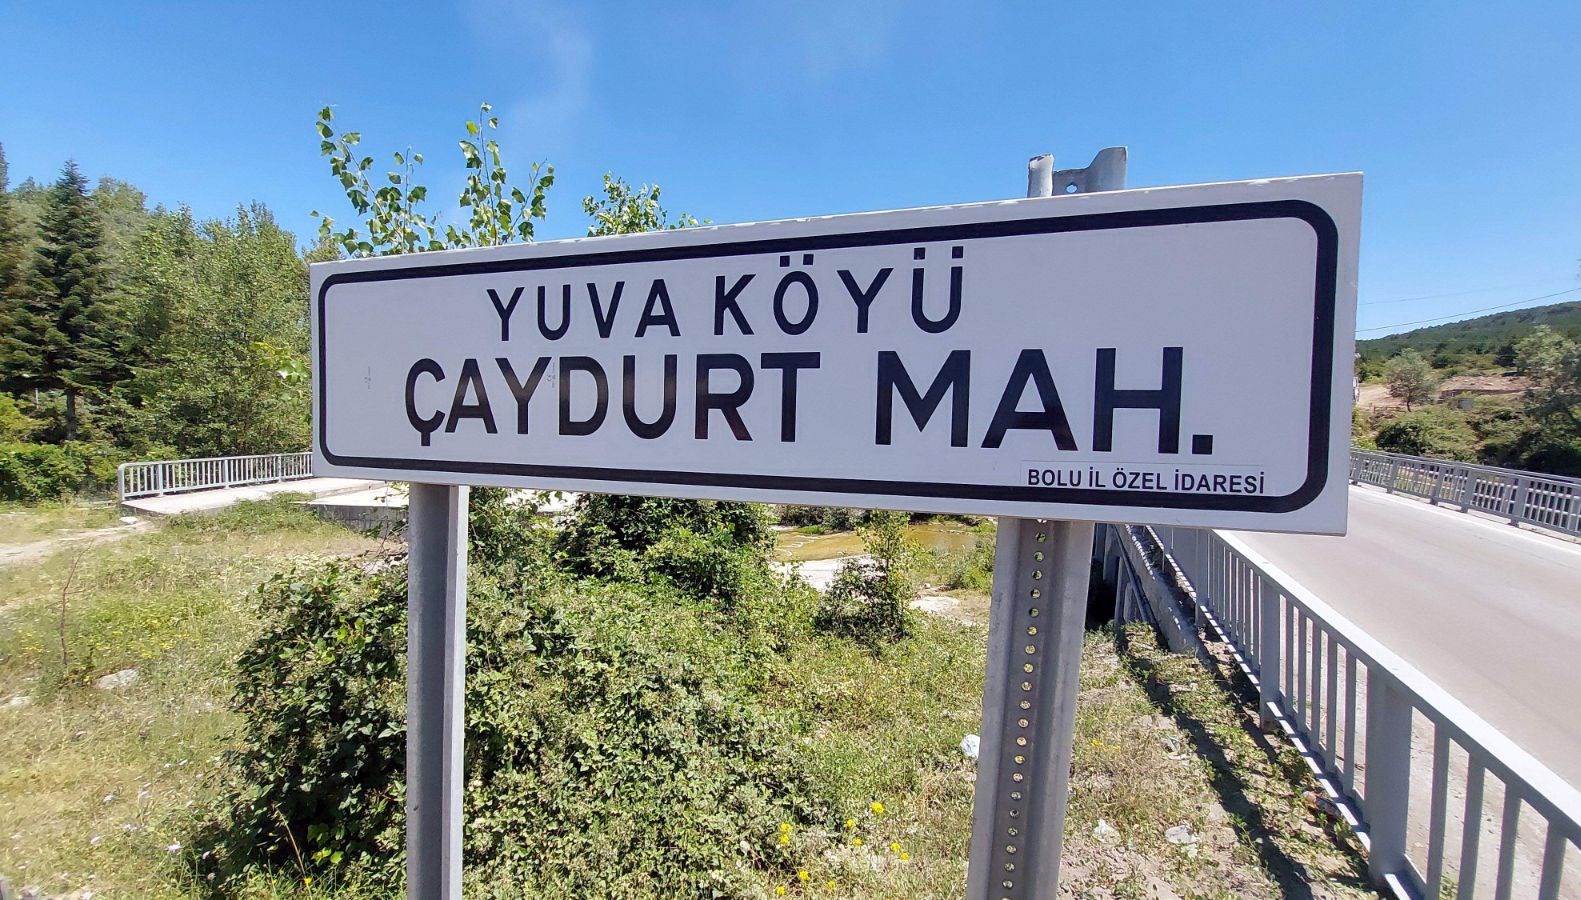 YUVA KÖYÜ
ÇAYDURT MAH.
BOLU İL ÖZEL İDARESİ